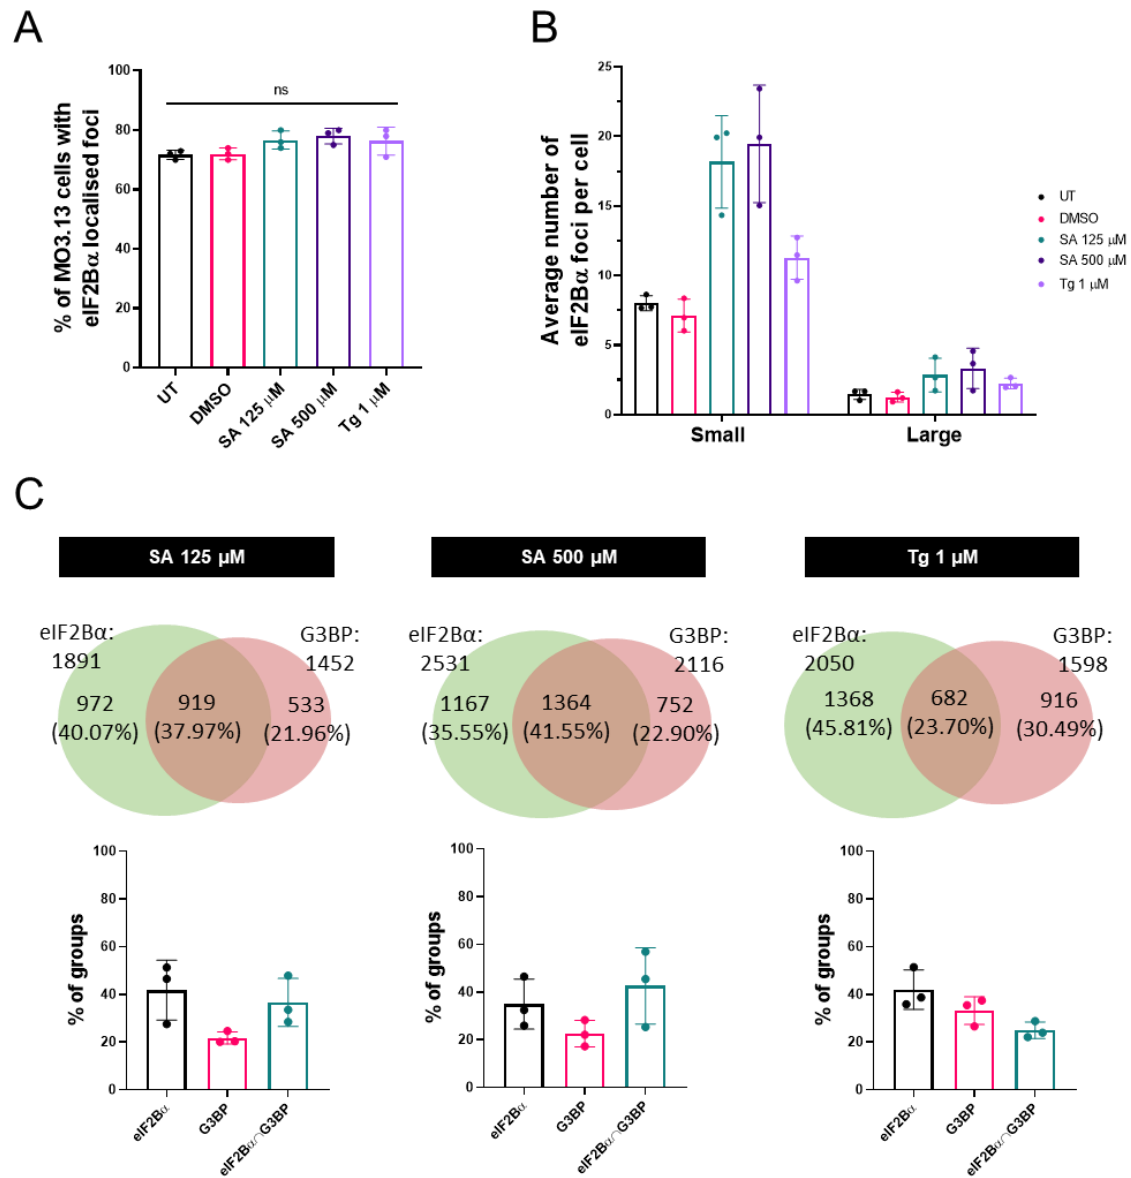 A
% of MO3.13 cells with
eIF2Bα localised foci
100
80
60
40
20
0
ns
UT
DMSO
SA 125 µM
SA 500 µM
Tg 1 µM
B
Average number of
eIF2Bα foci per cell
25
20
15
10
5
0
Small
Large
UT
DMSO
SA 125 µM
SA 500 µM
Tg 1 µM
C
SA 125 µM
eIF2Bα:
1891
G3BP:
1452
972
(40.07%)
919
(37.97%)
533
(21.96%)
SA 500 µM
eIF2Bα:
2531
G3BP:
2116
1167
(35.55%)
1364
(41.55%)
752
(22.90%)
Tg 1 µM
eIF2Bα:
2050
G3BP:
1598
1368
(45.81%)
682
(23.70%)
916
(30.49%)
% of groups
100
80
60
40
20
0
eIF2Bα
G3BP
eIF2Bα∩G3BP
% of groups
100
80
60
40
20
0
eIF2Bα
G3BP
eIF2Bα∩G3BP
% of groups
100
80
60
40
20
0
eIF2Bα
G3BP
eIF2Bα∩G3BP